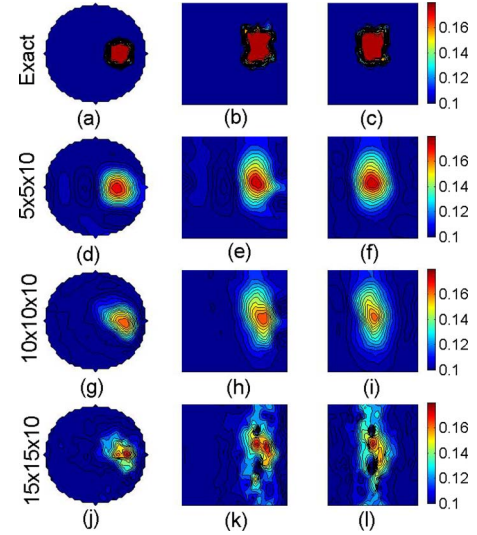 Exact
0.16
0.14
0.12
0.1
(a)
(b)
(c)
5x5x10
0.16
0.14
0.12
0.1
(d)
(e)
(f)
10x10x10
0.16
0.14
0.12
0.1
(g)
(h)
(i)
15x15x10
0.16
0.14
0.12
0.1
(j)
(k)
(l)